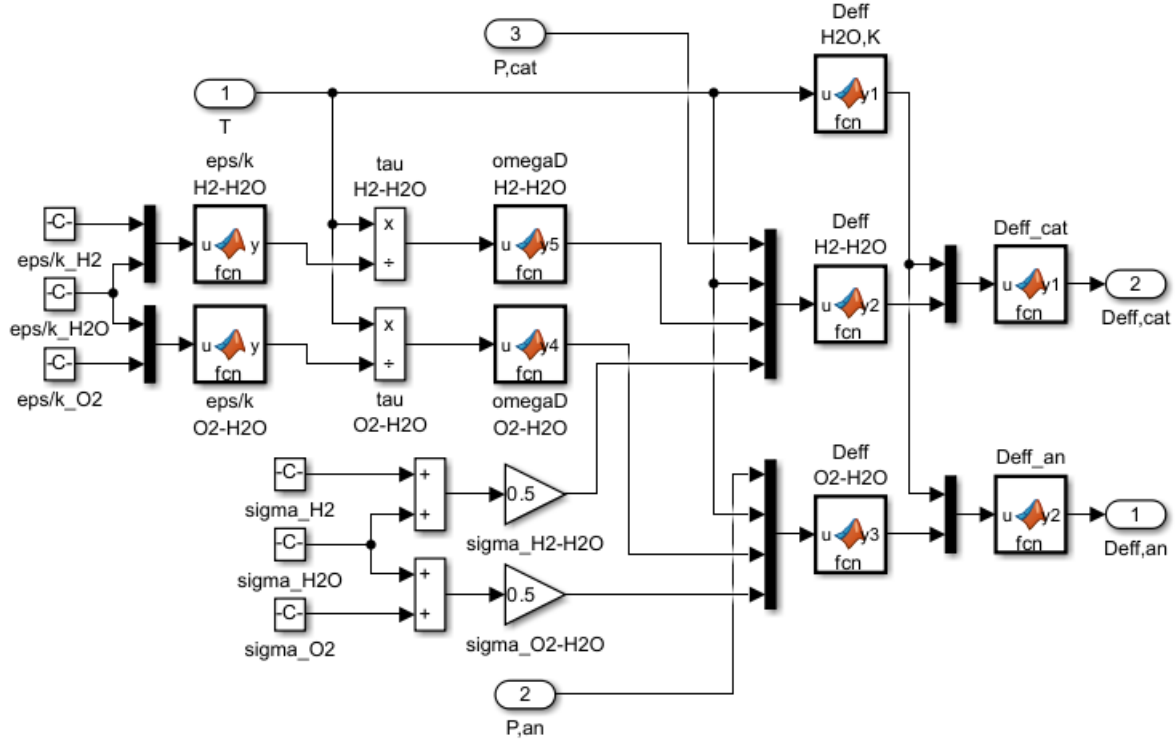 Deff
H2O,K
3
P,cat
u y1
fcn
1
T
eps/k
H2-H2O
tau
H2-H2O
omegaD
H2-H2O
Deff
H2-H2O
Deff_cat
-C-
eps/k_H2
u y
fcn
x
÷
u y5
fcn
-C-
eps/k_H2O
u y2
fcn
u y1
fcn
2
Deff,cat
-C-
eps/k_O2
u y
fcn
x
÷
u y4
fcn
eps/k
O2-H2O
tau
O2-H2O
omegaD
O2-H2O
Deff
O2-H2O
Deff_an
-C-
sigma_H2
+
+
0.5
sigma_H2-H2O
-C-
sigma_H2O
u y3
fcn
u y2
fcn
1
Deff,an
-C-
sigma_O2
+
+
0.5
sigma_O2-H2O
2
P,an